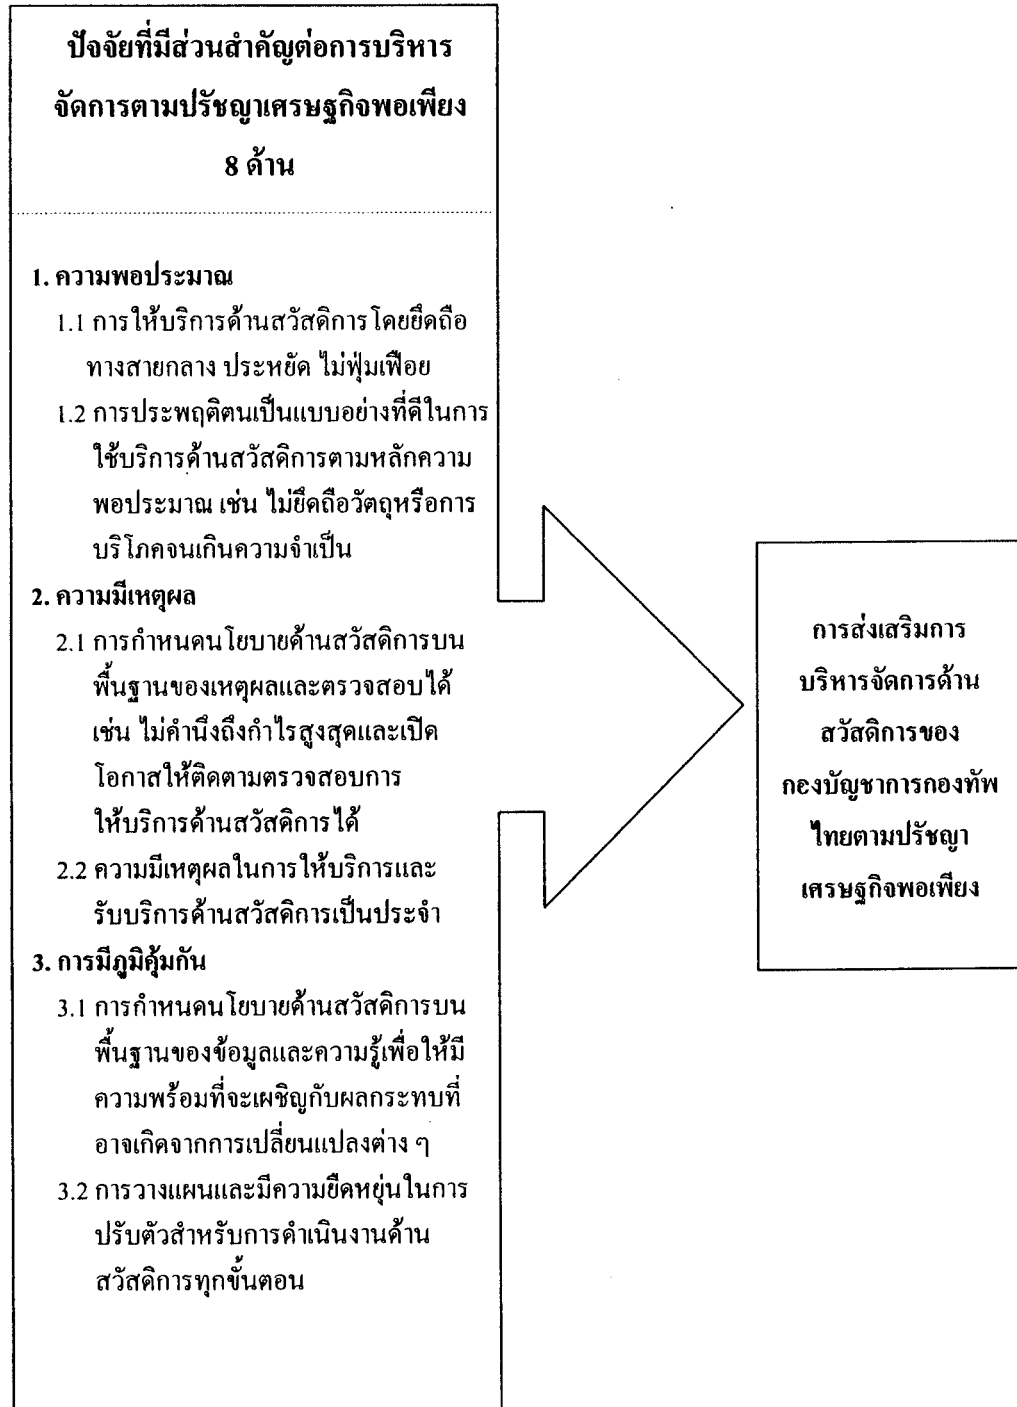 ปัจจัยที่มีส่วนสำคัญต่อการบริหาร
จัดการตามปรัชญาเศรษฐกิจพอเพียง
8 ด้าน
1. ความพอประมาณ
1.1 การให้บริการด้านสวัสดิการโดยยึดถือ
ทางสายกลาง ประหยัด ไม่ฟุ่มเฟือย
1.2 การประพฤติตนเป็นแบบอย่างที่ดีในการ
ใช้บริการด้านสวัสดิการตามหลักความ
พอประมาณ เช่น ไม่ยึดถือวัตถุหรือการ
บริโภคจนเกินความจำเป็น
2. ความมีเหตุผล
2.1 การกำหนดนโยบายด้านสวัสดิการบน
พื้นฐานของเหตุผลและตรวจสอบได้
เช่น ไม่คำนึงถึงกำไรสูงสุดและเปิด
โอกาสให้ติดตามตรวจสอบการ
ให้บริการด้านสวัสดิการได้
2.2 ความมีเหตุผลในการให้บริการและ
รับบริการด้านสวัสดิการเป็นประจำ
3. การมีภูมิคุ้มกัน
3.1 การกำหนดนโยบายด้านสวัสดิการบน
พื้นฐานของข้อมูลและความรู้เพื่อให้มี
ความพร้อมที่จะเผชิญกับผลกระทบที่
อาจเกิดจากการเปลี่ยนแปลงต่าง ๆ
3.2 การวางแผนและมีความยืดหยุ่นในการ
ปรับตัวสำหรับการดำเนินงานด้าน
สวัสดิการทุกขั้นตอน
การส่งเสริมการ
บริหารจัดการด้าน
สวัสดิการของ
กองบัญชาการกองทัพ
ไทยตามปรัชญา
เศรษฐกิจพอเพียง